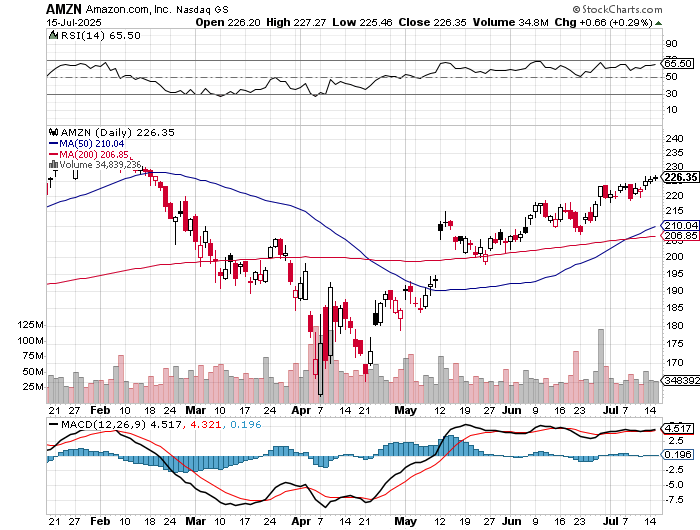 AMZN Amazon.com, Inc. Nasdaq GS © StockCharts.com
15-Jul-2025 Open 226.20 High 227.27 Low 225.46 Close 226.35 Volume 34.8M Chg +0.66 (+0.29%)
RSI(14) 65.50
90
70
65.50
50
30
10
AMZN (Daily) 226.35
MA(50) 210.04
MA(200) 206.85
Volume 34,839,236
240
235
230
226.35
220
215
210.04
206.85
200
195
190
185
180
175
170
165
125M
100M
75M
50M
25M
348392
21 27 Feb 10 18 24 Mar 10 17 24 Apr 7 14 21 May 12 19 27 Jun 9 16 23 Jul 7 14
MACD(12,26,9) 4.517, 4.321, 0.196
4.517
2.5
0.196
-2.5
-5.0
-7.5
21 27 Feb 10 18 24 Mar 10 17 24 Apr 7 14 21 May 12 19 27 Jun 9 16 23 Jul 7 14